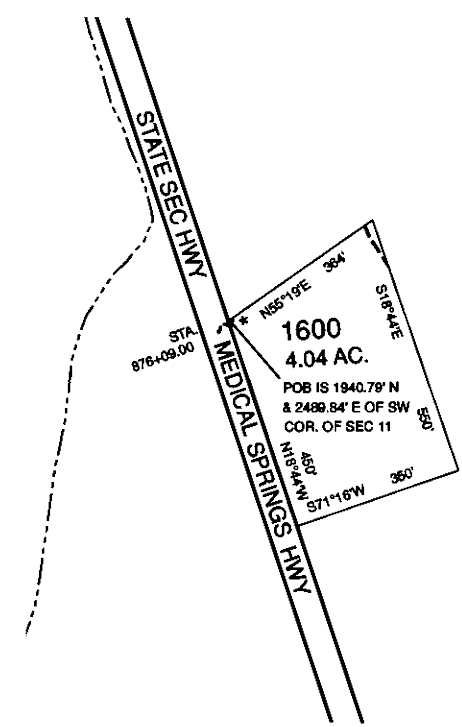 STATE SEC HWY
N55°19'E 364'
STA.
876+09.00
*
1600
4.04 AC.
S18°44'E 550'
POB IS 1940.79' N
& 2489.84' E OF SW
COR. OF SEC 11
MEDICAL SPRINGS HWY
N18°44'W 450'
S71°16'W 350'